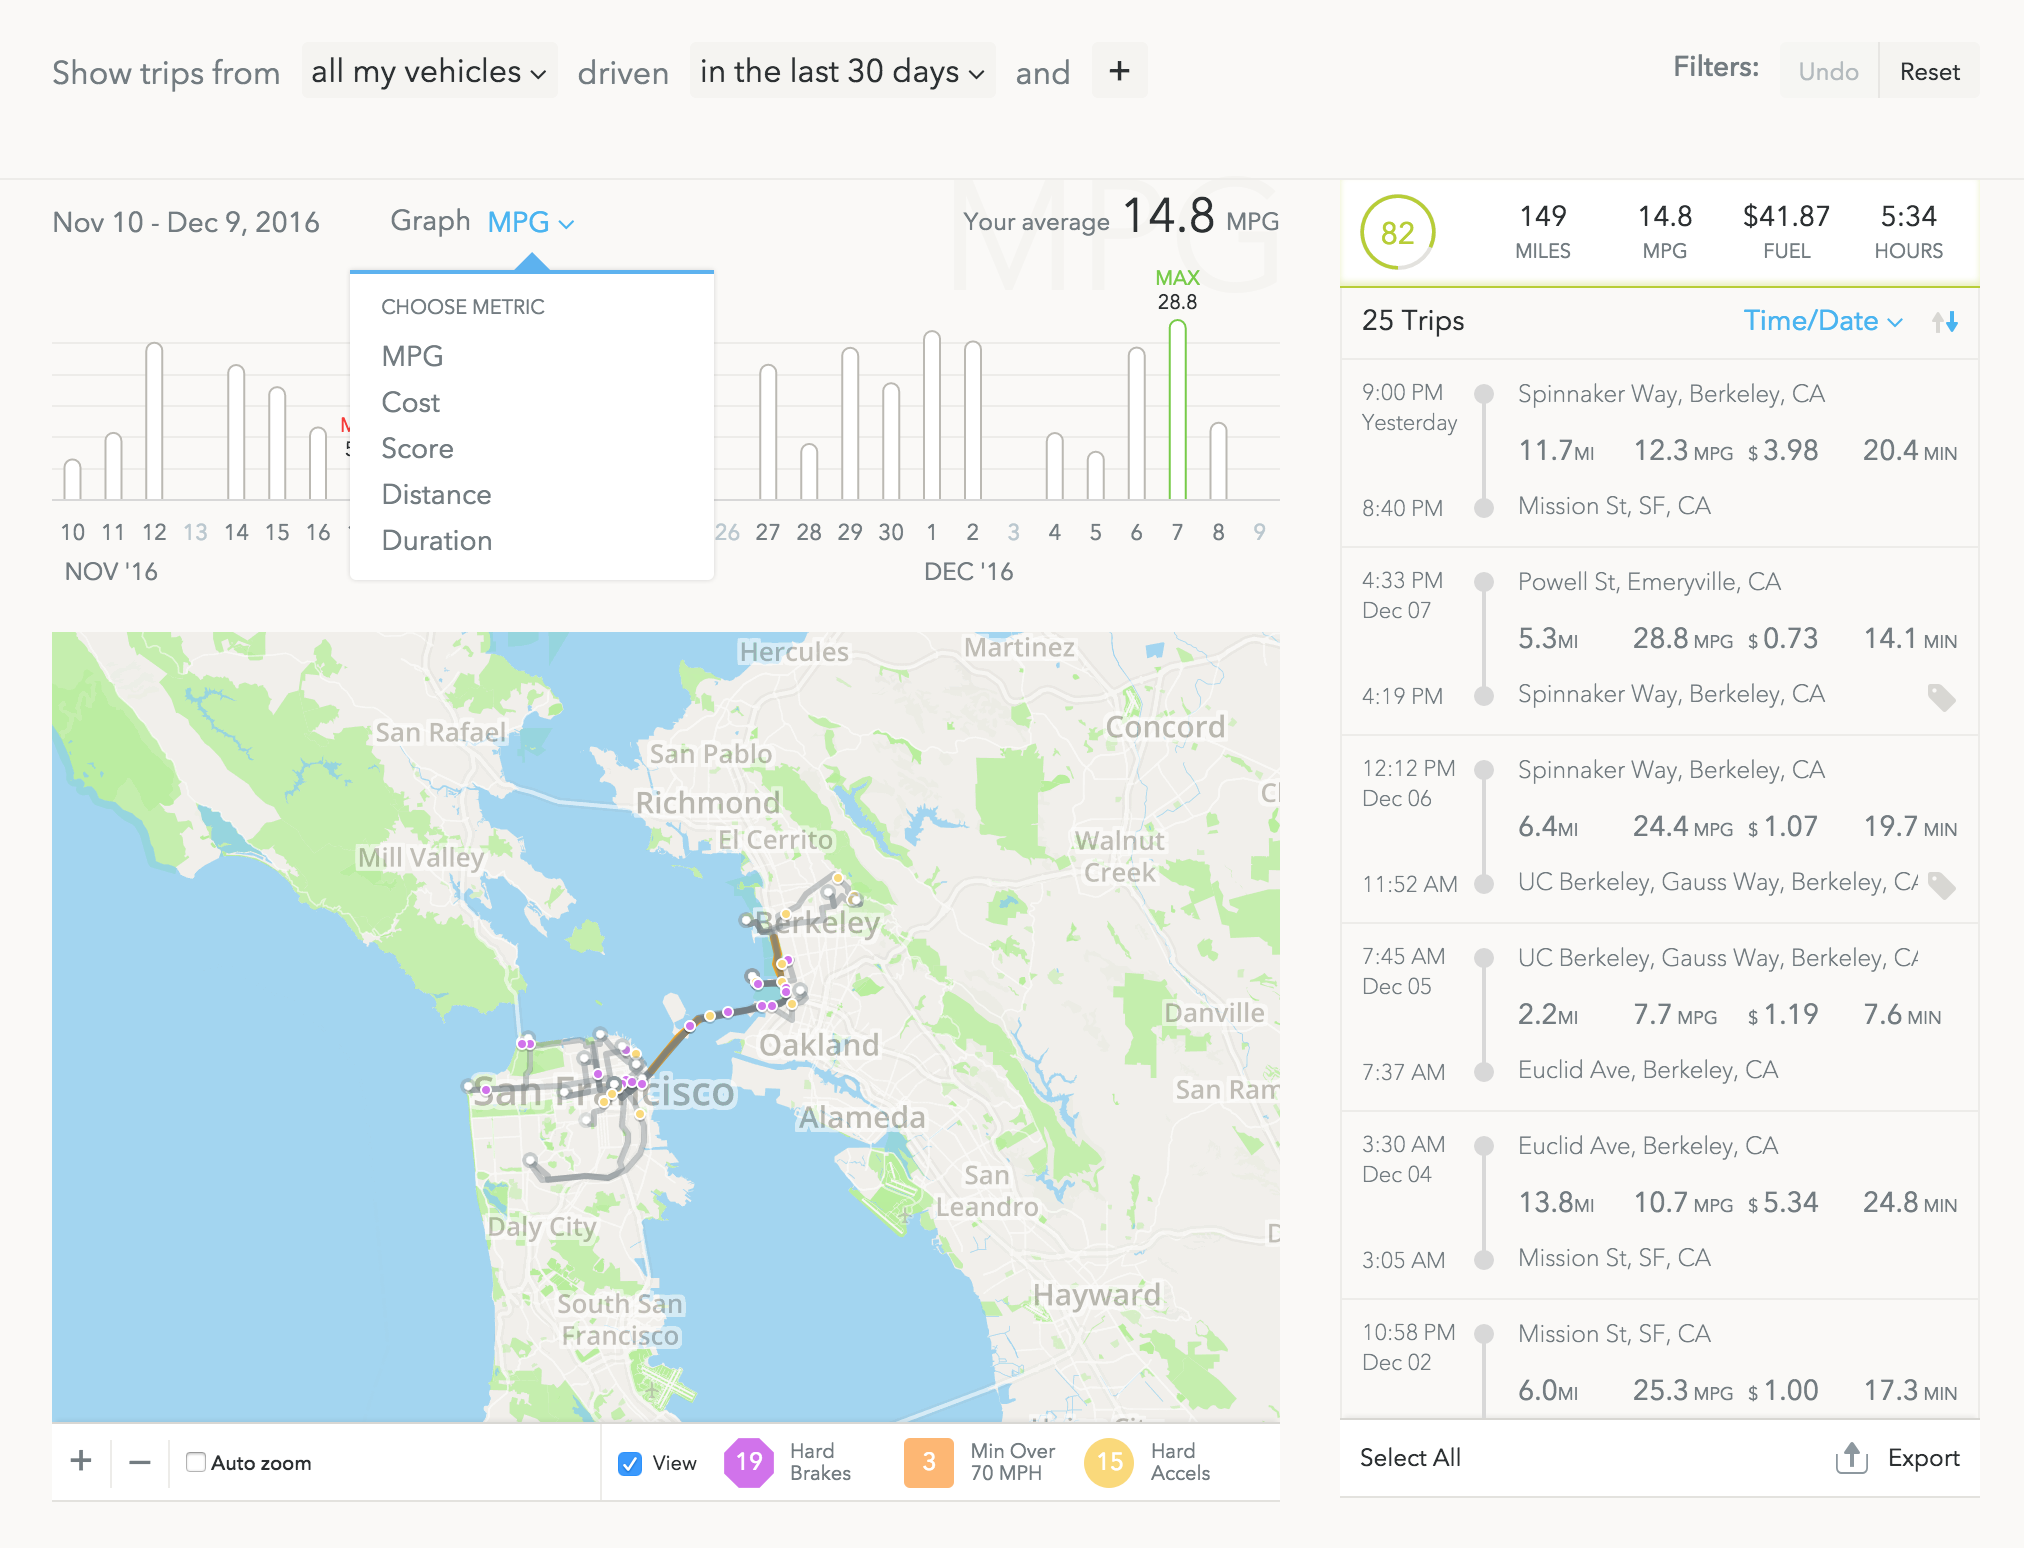 Show trips from all my vehicles driven in the last 30 days and +
Filters: Undo Reset
MPG
Nov 10 - Dec 9, 2016
Graph MPG
Your average 14.8 MPG
CHOOSE METRIC
MPG
Cost
Score
Distance
Duration
MAX
28.8
10 11 12 13 14 15 16 26 27 28 29 30 1 2 3 4 5 6 7 8 9
NOV '16 DEC '16
82
149 14.8 $41.87 5:34
MILES MPG FUEL HOURS
25 Trips Time/Date
9:00 PM Spinnaker Way, Berkeley, CA
Yesterday
11.7MI 12.3 MPG $ 3.98 20.4 MIN
8:40 PM Mission St, SF, CA
4:33 PM Powell St, Emeryville, CA
Dec 07
5.3MI 28.8 MPG $ 0.73 14.1 MIN
4:19 PM Spinnaker Way, Berkeley, CA
12:12 PM Spinnaker Way, Berkeley, CA
Dec 06
6.4MI 24.4 MPG $ 1.07 19.7 MIN
11:52 AM UC Berkeley, Gauss Way, Berkeley, CA
7:45 AM UC Berkeley, Gauss Way, Berkeley, CA
Dec 05
2.2MI 7.7 MPG $ 1.19 7.6 MIN
7:37 AM Euclid Ave, Berkeley, CA
3:30 AM Euclid Ave, Berkeley, CA
Dec 04
13.8MI 10.7 MPG $ 5.34 24.8 MIN
3:05 AM Mission St, SF, CA
10:58 PM Mission St, SF, CA
Dec 02
6.0MI 25.3 MPG $ 1.00 17.3 MIN
Select All Export
Hercules
Martinez
San Rafael
Concord
San Pablo
Richmond
El Cerrito
Walnut
Creek
Mill Valley
Berkeley
Danville
Oakland
San Francisco
San Ram
Alameda
San
Leandro
Daly City
Hayward
South San
Francisco
+ − Auto zoom
View
19 Hard
Brakes
3 Min Over
70 MPH
15 Hard
Accels